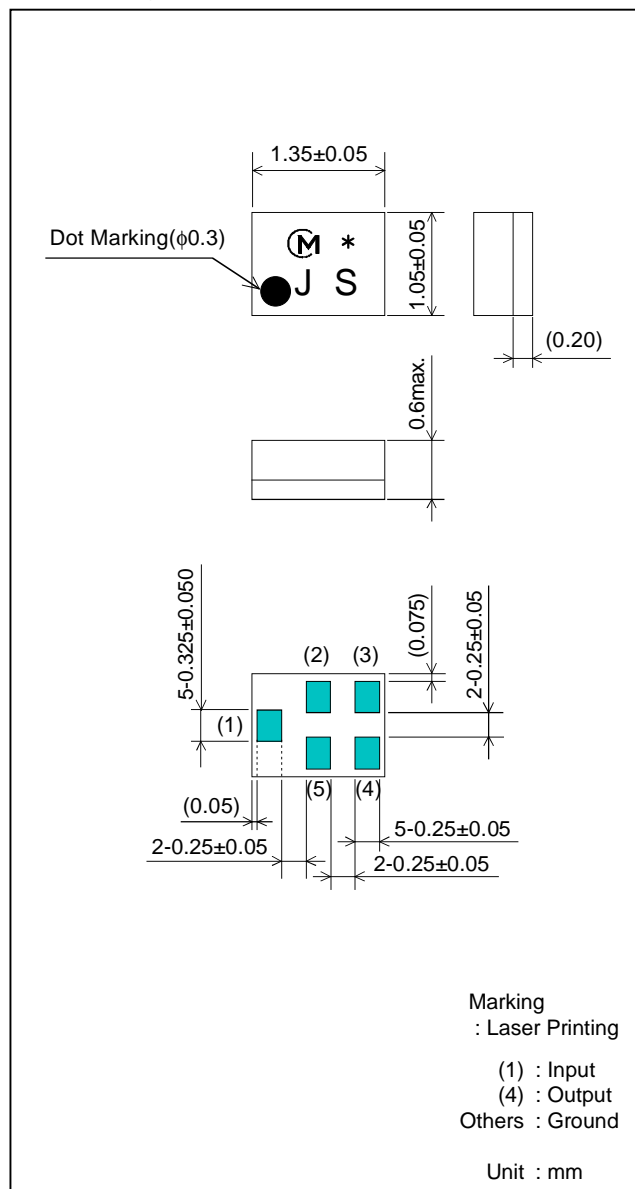 1.35±0.05
Dot Marking(ϕ0.3)
M *
J S
1.05±0.05
(0.20)
0.6max.
5-0.325±0.050
(0.075)
2-0.25±0.05
(2) (3)
(1)
(5) (4)
(0.05)
5-0.25±0.05
2-0.25±0.05
2-0.25±0.05
Marking
: Laser Printing
(1) : Input
(4) : Output
Others : Ground
Unit : mm